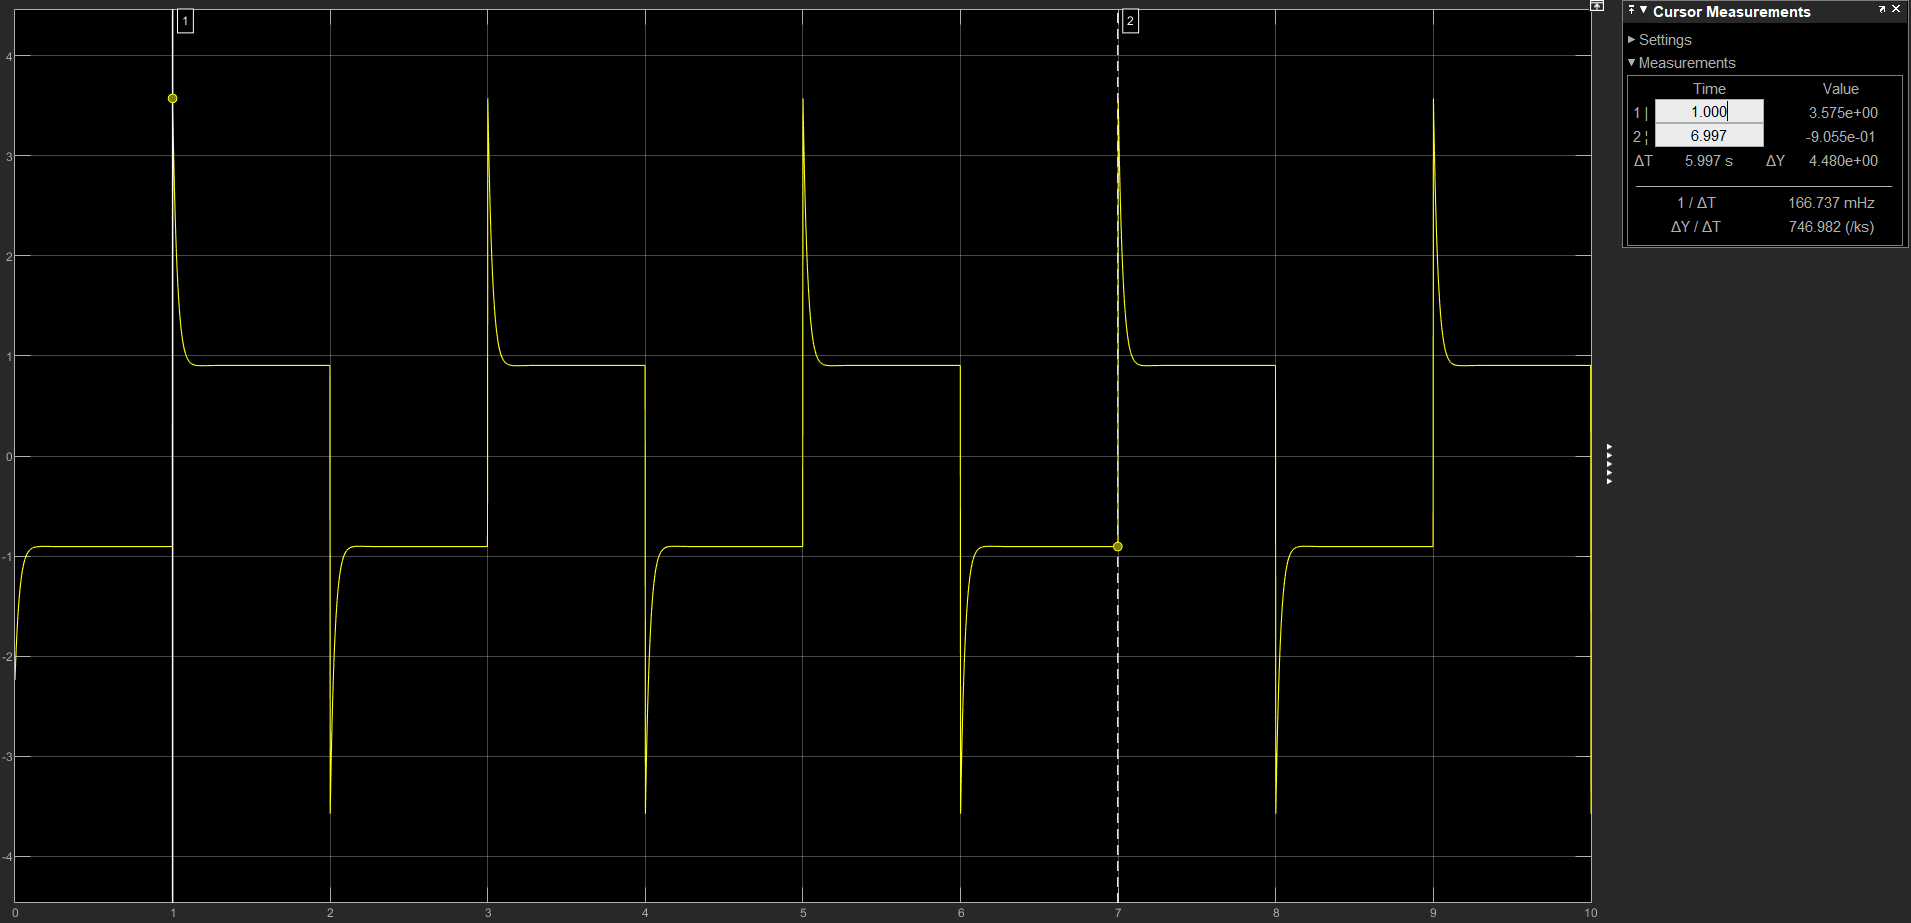 1
2
4
3
2
1
0
-1
-2
-3
-4
0 1 2 3 4 5 6 7 8 9 10
Cursor Measurements
Settings
Measurements
Time Value
1 | 1.000 3.575e+00
2 ¦ 6.997 -9.055e-01
ΔT 5.997 s ΔY 4.480e+00
1 / ΔT 166.737 mHz
ΔY / ΔT 746.982 (/ks)